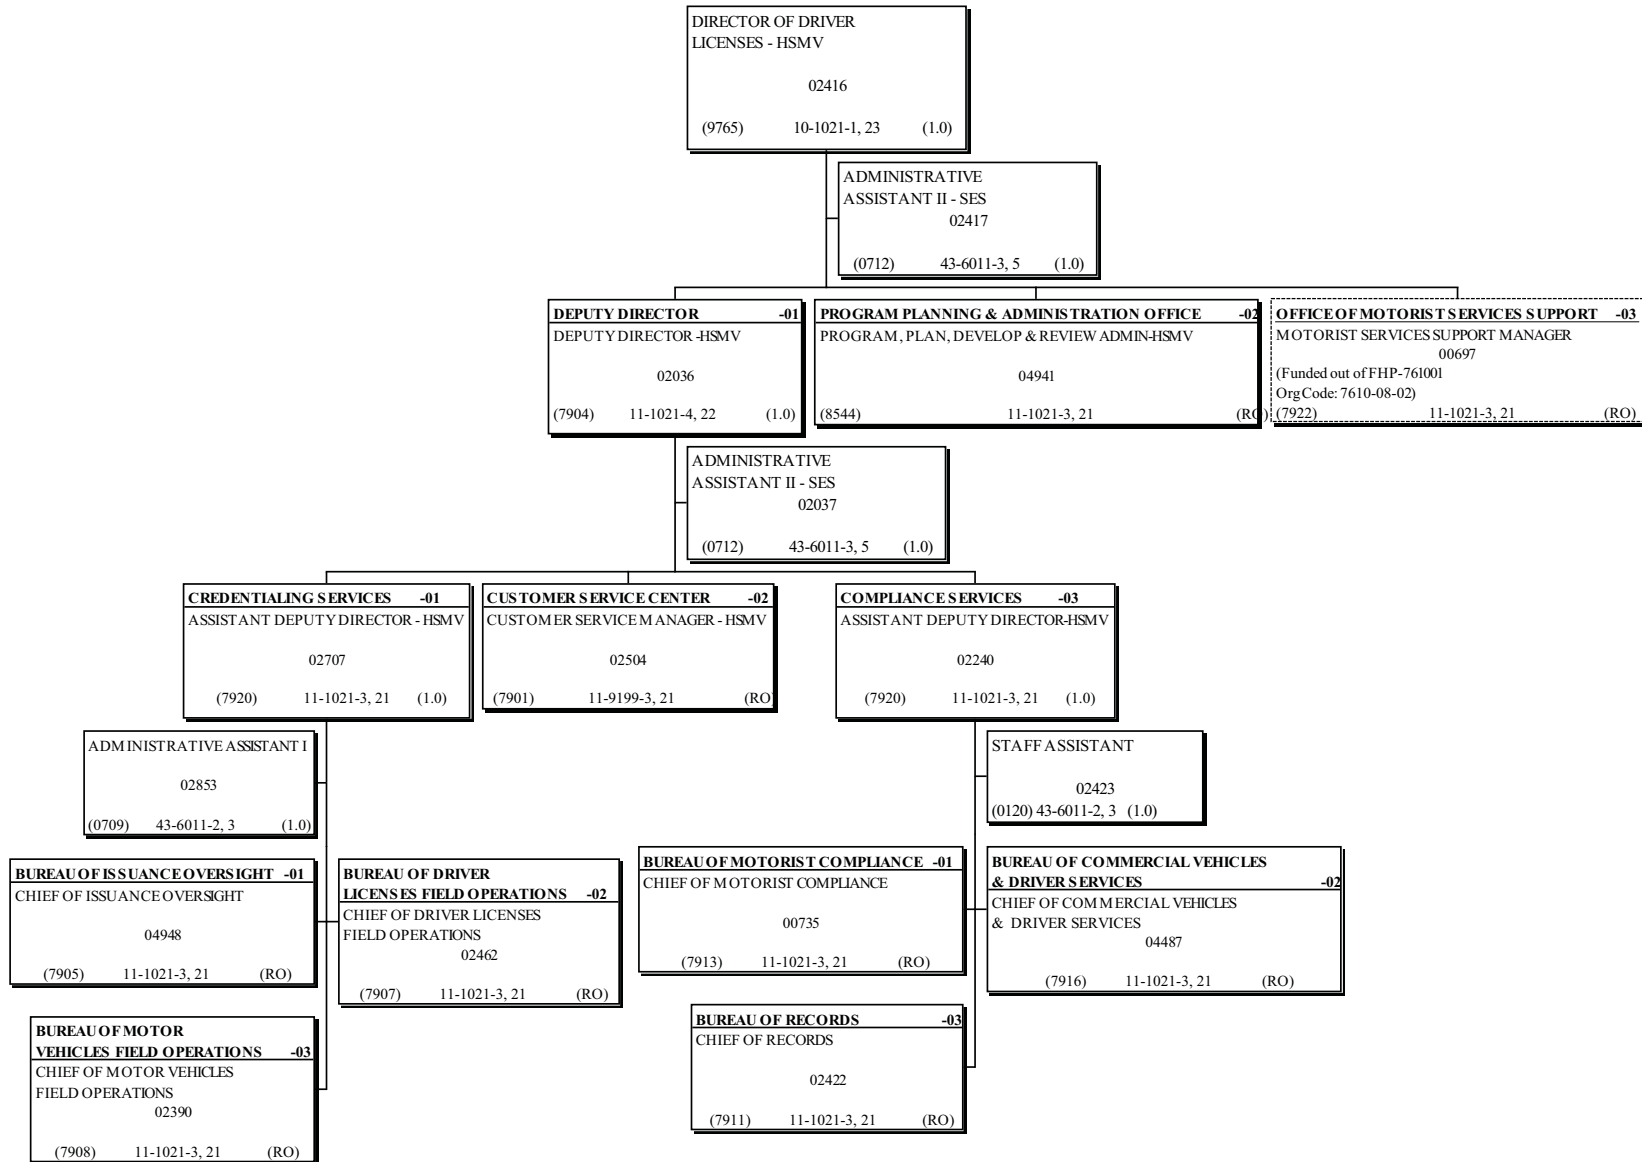 DIRECTOR OF DRIVER
LICENSES - HSMV
02416
(9765) 10-1021-1, 23 (1.0)
ADMINISTRATIVE
ASSISTANT II - SES
02417
(0712) 43-6011-3, 5 (1.0)
DEPUTY DIRECTOR -01
DEPUTY DIRECTOR -HSMV
02036
(7904) 11-1021-4, 22 (1.0)
PROGRAM PLANNING & ADMINISTRATION OFFICE -02
PROGRAM, PLAN, DEVELOP & REVIEW ADMIN-HSMV
04941
(8544) 11-1021-3, 21 (RO)
OFFICE OF MOTORIST SERVICES SUPPORT -03
MOTORIST SERVICES SUPPORT MANAGER
00697
(Funded out of FHP-761001
OrgCode: 7610-08-02)
(7922) 11-1021-3, 21 (RO)
ADMINISTRATIVE
ASSISTANT II - SES
02037
(0712) 43-6011-3, 5 (1.0)
CREDENTIALING SERVICES -01
ASSISTANT DEPUTY DIRECTOR - HSMV
02707
(7920) 11-1021-3, 21 (1.0)
CUSTOMER SERVICE CENTER -02
CUSTOMER SERVICE MANAGER - HSMV
02504
(7901) 11-9199-3, 21 (RO)
COMPLIANCE SERVICES -03
ASSISTANT DEPUTY DIRECTOR-HSMV
02240
(7920) 11-1021-3, 21 (1.0)
ADMINISTRATIVE ASSISTANT I
02853
(0709) 43-6011-2, 3 (1.0)
STAFF ASSISTANT
02423
(0120) 43-6011-2, 3 (1.0)
BUREAU OF ISSUANCE OVERSIGHT -01
CHIEF OF ISSUANCE OVERSIGHT
04948
(7905) 11-1021-3, 21 (RO)
BUREAU OF DRIVER
LICENSES FIELD OPERATIONS -02
CHIEF OF DRIVER LICENSES
FIELD OPERATIONS
02462
(7907) 11-1021-3, 21 (RO)
BUREAU OF MOTORIST COMPLIANCE -01
CHIEF OF MOTORIST COMPLIANCE
00735
(7913) 11-1021-3, 21 (RO)
BUREAU OF COMMERCIAL VEHICLES
& DRIVER SERVICES -02
CHIEF OF COMMERCIAL VEHICLES
& DRIVER SERVICES
04487
(7916) 11-1021-3, 21 (RO)
BUREAU OF MOTOR
VEHICLES FIELD OPERATIONS -03
CHIEF OF MOTOR VEHICLES
FIELD OPERATIONS
02390
(7908) 11-1021-3, 21 (RO)
BUREAU OF RECORDS -03
CHIEF OF RECORDS
02422
(7911) 11-1021-3, 21 (RO)